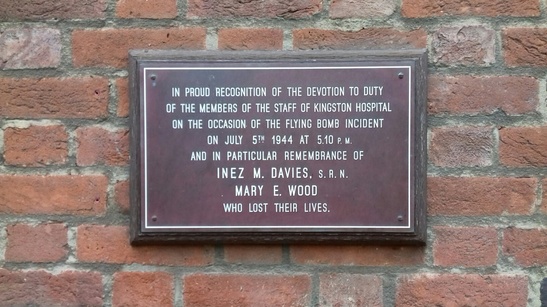 IN PROUD RECOGNITION OF THE DEVOTION TO DUTY
OF THE MEMBERS OF THE STAFF OF KINGSTON HOSPITAL
ON THE OCCASION OF THE FLYING BOMB INCIDENT
ON JULY 5TH 1944 AT 5.10 P.M.
AND IN PARTICULAR REMEMBRANCE OF
INEZ M. DAVIES, S.R.N.
MARY E. WOOD
WHO LOST THEIR LIVES.